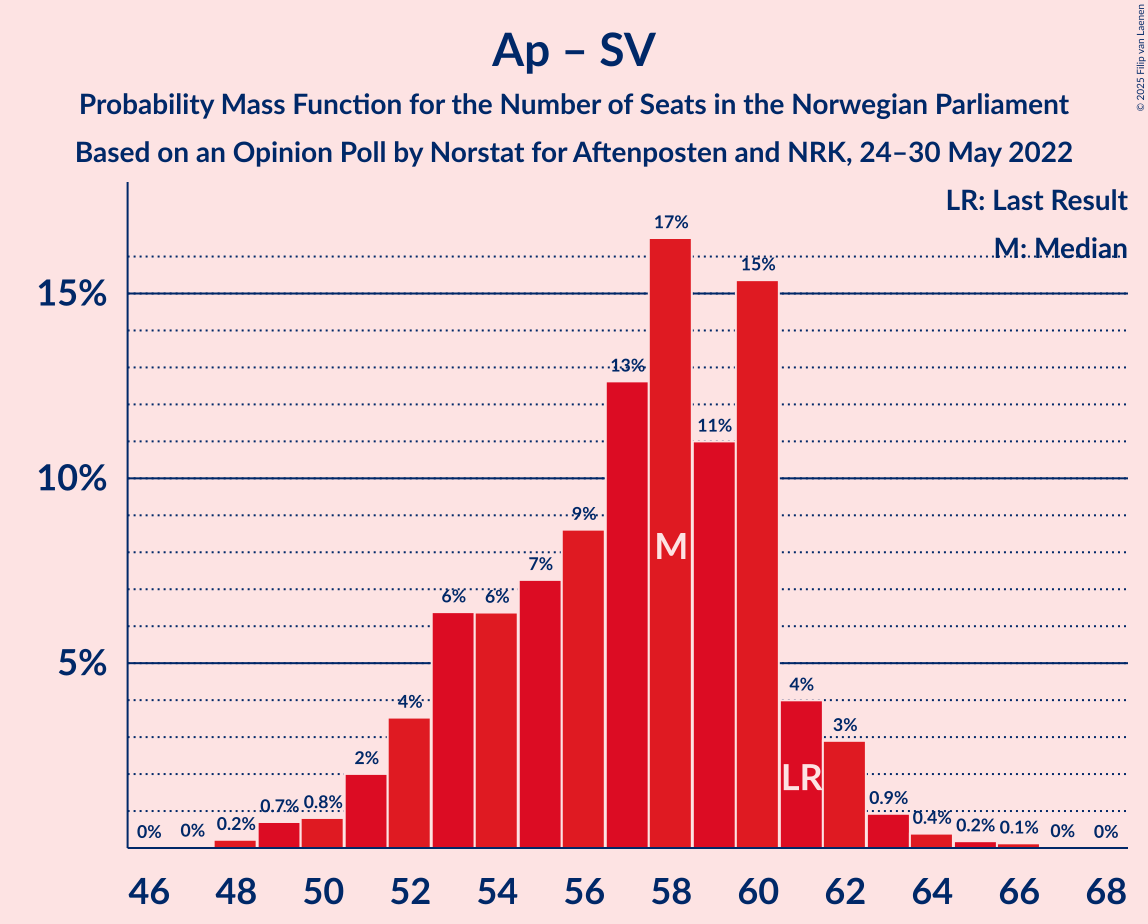 Ap – SV
Probability Mass Function for the Number of Seats in the Norwegian Parliament
Based on an Opinion Poll by Norstat for Aftenposten and NRK, 24–30 May 2022
© 2025 Filip van Laenen
LR: Last Result
M: Median
15%
10%
5%
0%
0%
0.2%
0.7%
0.8%
2%
4%
6%
6%
7%
9%
13%
17%
11%
15%
4%
3%
0.9%
0.4%
0.2%
0.1%
0%
0%
M
LR
46 48 50 52 54 56 58 60 62 64 66 68